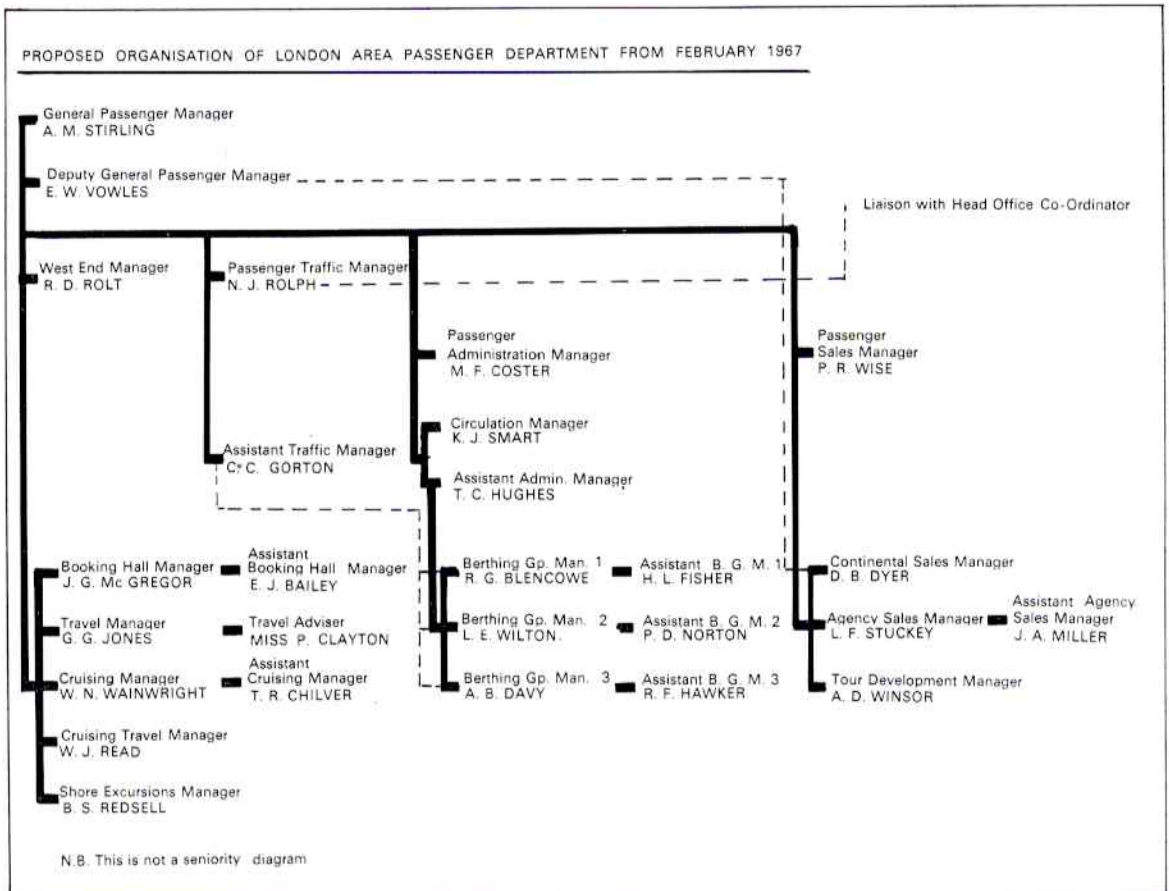 PROPOSED ORGANISATION OF LONDON AREA PASSENGER DEPARTMENT FROM FEBRUARY 1967
General Passenger Manager
A. M. STIRLING
Deputy General Passenger Manager
E. W. VOWLES
Liaison with Head Office Co-Ordinator
West End Manager
R. D. ROLT
Passenger Traffic Manager
N. J. ROLPH
Passenger
Administration Manager
M. F. COSTER
Passenger
Sales Manager
P. R. WISE
Circulation Manager
K. J. SMART
Assistant Traffic Manager
C. C. GORTON
Assistant Admin. Manager
T. C. HUGHES
Booking Hall Manager
J. G. Mc GREGOR
Assistant
Booking Hall Manager
E. J. BAILEY
Berthing Gp. Man. 1
R. G. BLENCOWE
Assistant B. G. M. 1
H. L. FISHER
Continental Sales Manager
D. B. DYER
Travel Manager
G. G. JONES
Travel Adviser
MISS P. CLAYTON
Berthing Gp. Man. 2
L. E. WILTON.
Assistant B. G. M. 2
P. D. NORTON
Agency Sales Manager
L. F. STUCKEY
Assistant Agency
Sales Manager
J. A. MILLER
Cruising Manager
W. N. WAINWRIGHT
Assistant
Cruising Manager
T. R. CHILVER
Berthing Gp. Man. 3
A. B. DAVY
Assistant B. G. M. 3
R. F. HAWKER
Tour Development Manager
A. D. WINSOR
Cruising Travel Manager
W. J. READ
Shore Excursions Manager
B. S. REDSELL
N.B. This is not a seniority diagram